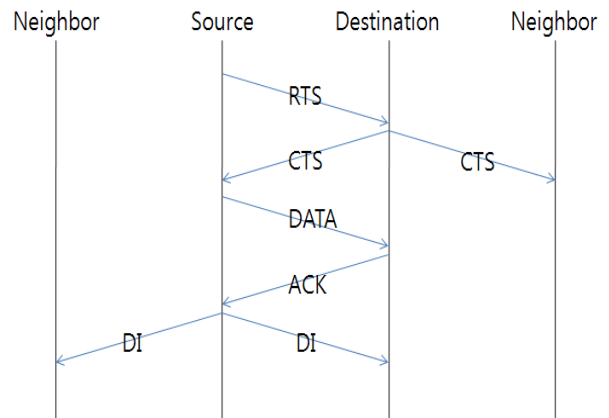 Neighbor Source Destination Neighbor
RTS
CTS CTS
DATA
ACK
DI DI